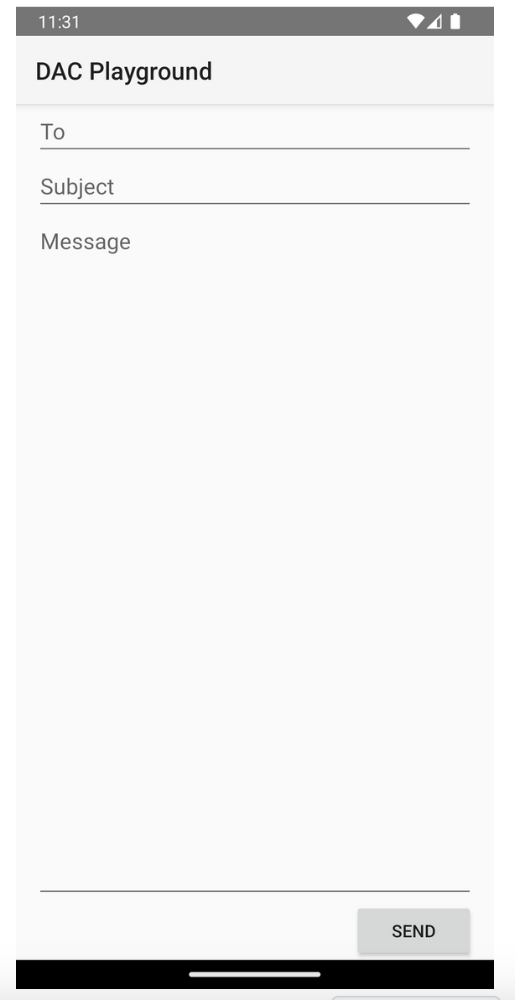 11:31
DAC Playground
To
Subject
Message
SEND